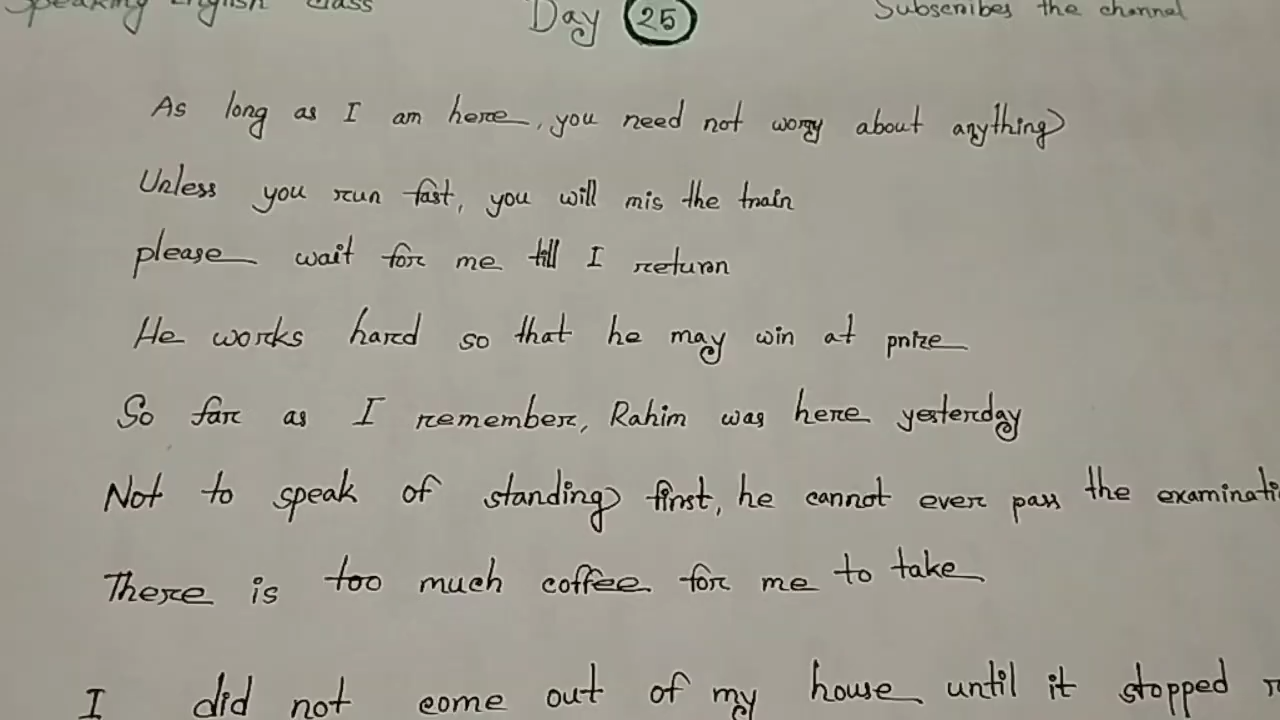 Speaking English class Day 25 Subscribes the channel
As long as I am here, you need not worry about anything
Unless you run fast, you will mis the train
please wait for me till I return
He works hard so that he may win at prize
So far as I remember, Rahim was here yesterday
Not to speak of standing first, he cannot ever pass the examinati
There is too much coffee for me to take
I did not come out of my house until it stopped